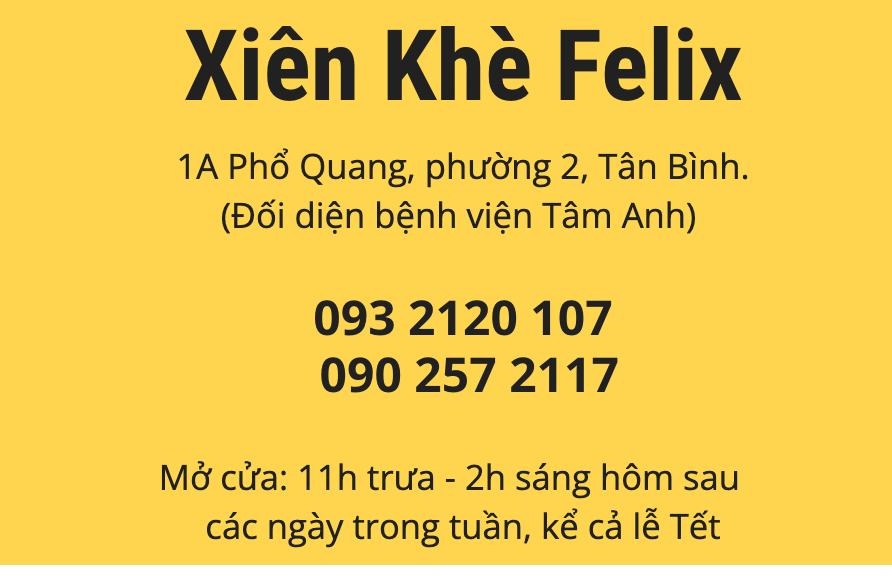 Xiên Khè Felix
1A Phổ Quang, phường 2, Tân Bình.
(Đối diện bệnh viện Tâm Anh)
093 2120 107
090 257 2117
Mở cửa: 11h trưa - 2h sáng hôm sau
các ngày trong tuần, kể cả lễ Tết